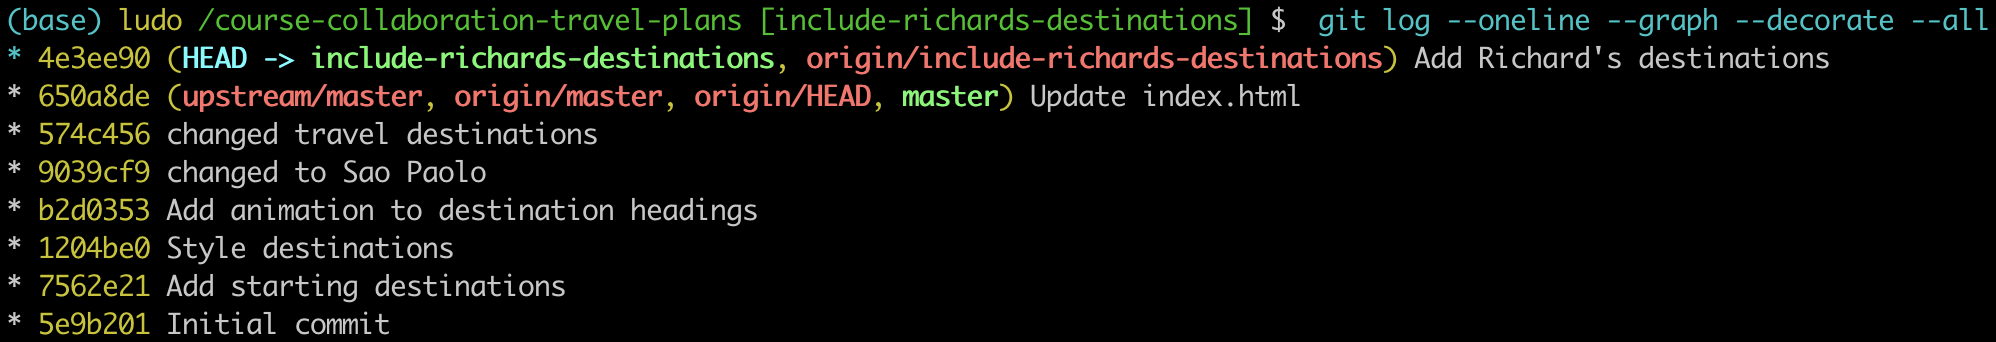 (base) ludo /course-collaboration-travel-plans [include-richards-destinations] $  git log --oneline --graph --decorate --all
* 4e3ee90 (HEAD -> include-richards-destinations, origin/include-richards-destinations) Add Richard's destinations
* 650a8de (upstream/master, origin/master, origin/HEAD, master) Update index.html
* 574c456 changed travel destinations
* 9039cf9 changed to Sao Paolo
* b2d0353 Add animation to destination headings
* 1204be0 Style destinations
* 7562e21 Add starting destinations
* 5e9b201 Initial commit